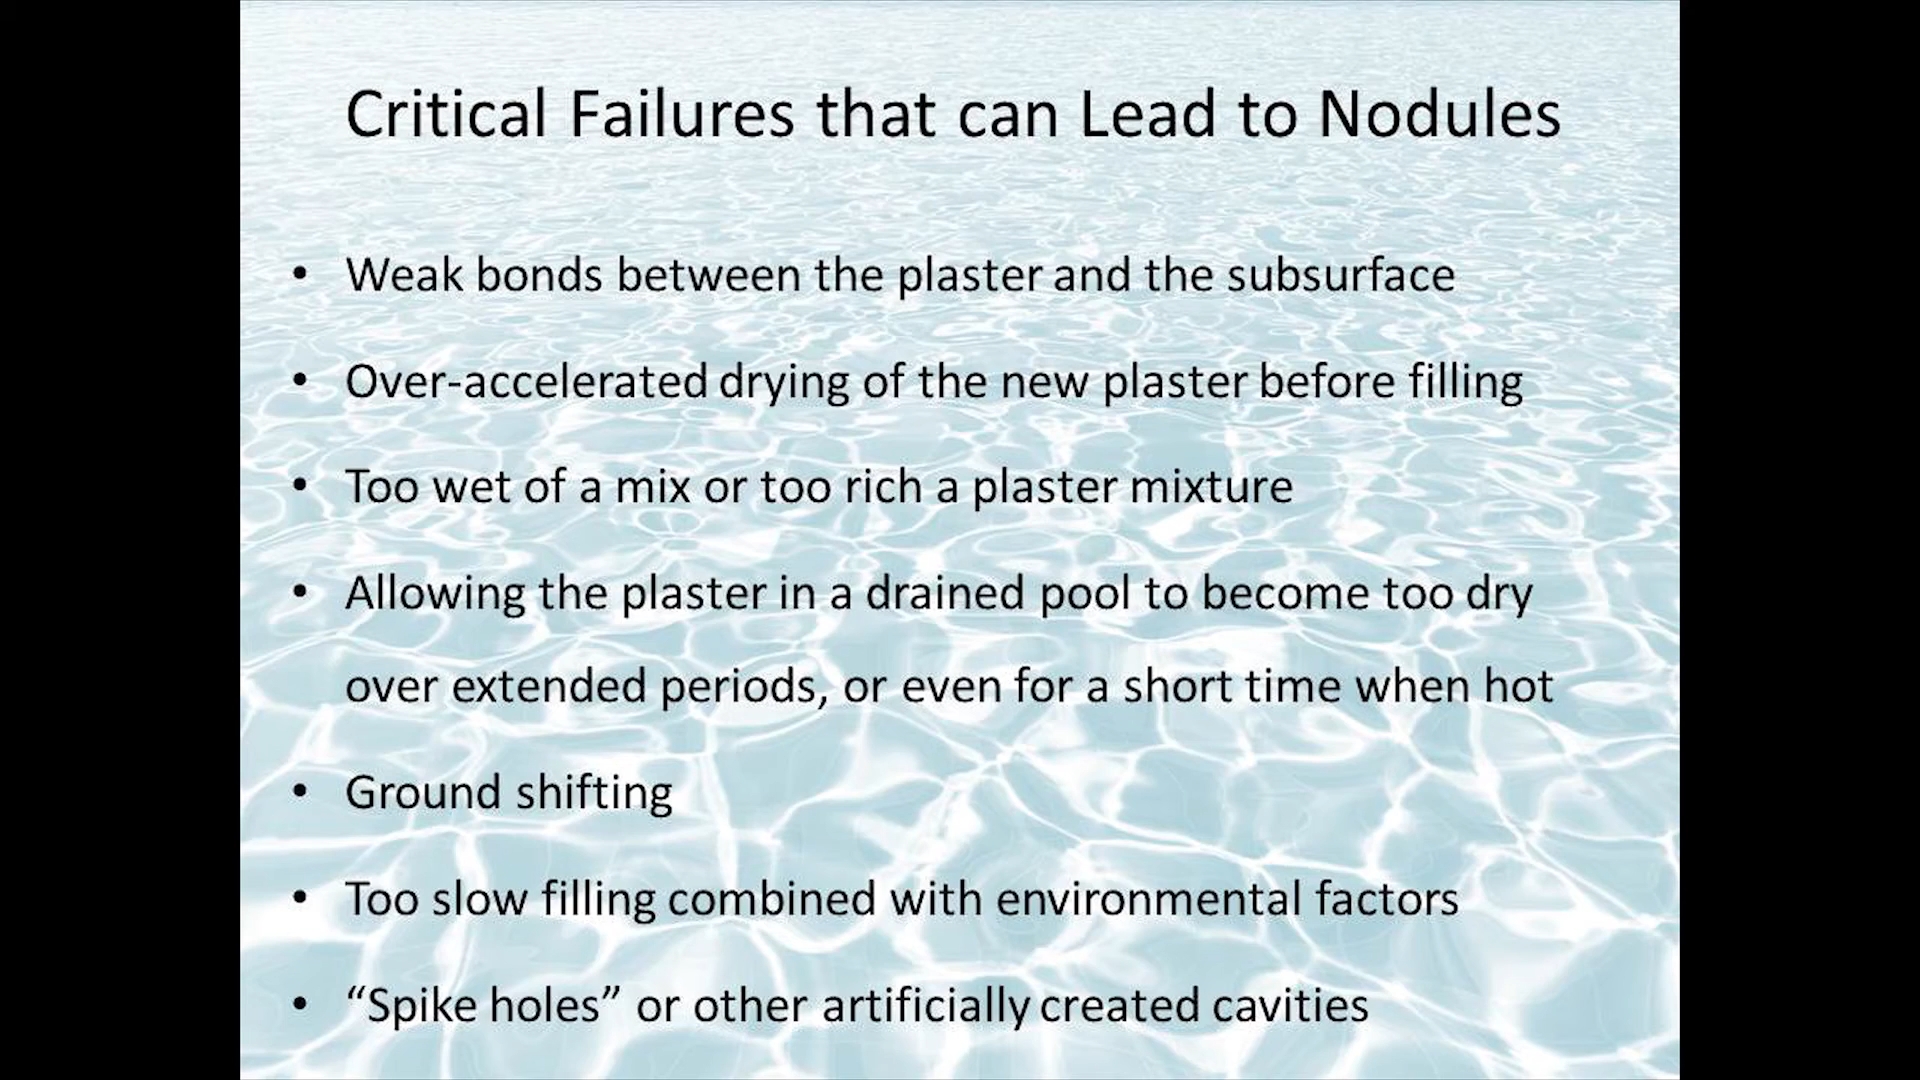 Critical Failures that can Lead to Nodules
• Weak bonds between the plaster and the subsurface
• Over-accelerated drying of the new plaster before filling
• Too wet of a mix or too rich a plaster mixture
• Allowing the plaster in a drained pool to become too dry
over extended periods, or even for a short time when hot
• Ground shifting
• Too slow filling combined with environmental factors
• “Spike holes” or other artificially created cavities